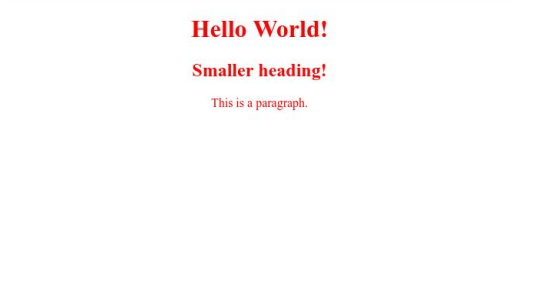 Hello World!
Smaller heading!
This is a paragraph.